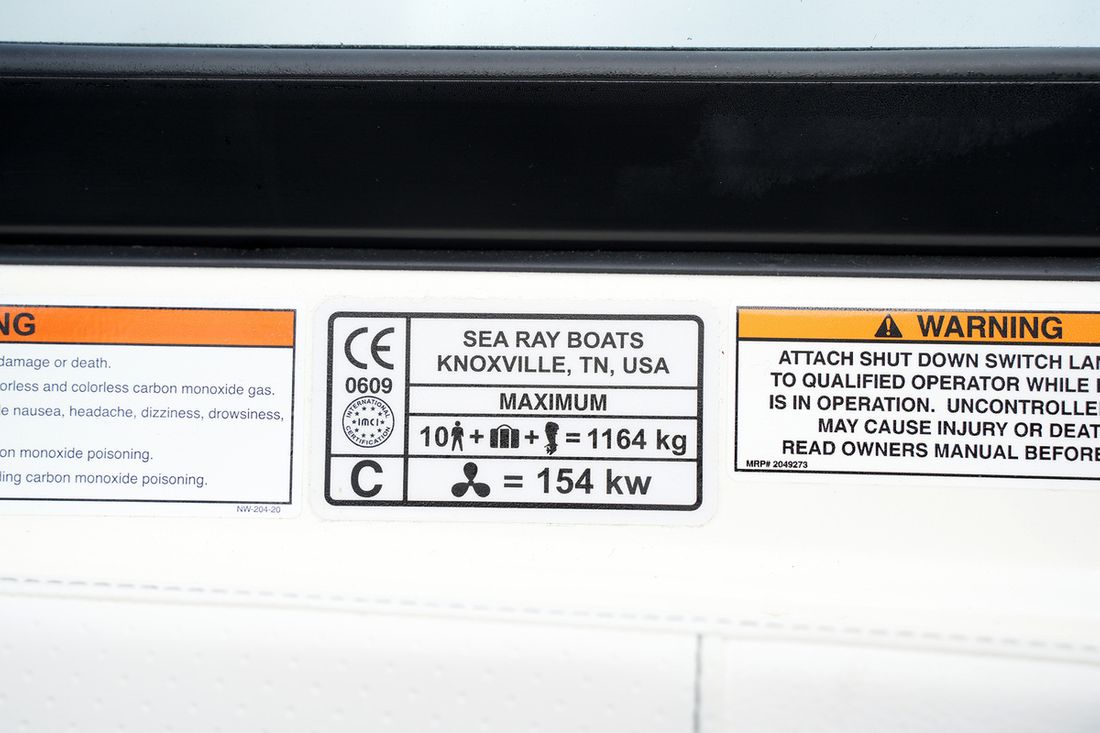 NG
damage or death.
orless and colorless carbon monoxide gas.
e nausea, headache, dizziness, drowsiness,
on monoxide poisoning.
ling carbon monoxide poisoning.
NW-204-20
CE
0609
INTERNATIONAL
IMCI
CERTIFICATION
C
SEA RAY BOATS
KNOXVILLE, TN, USA
MAXIMUM
10 + + = 1164 kg
= 154 kw
WARNING
ATTACH SHUT DOWN SWITCH LAN
TO QUALIFIED OPERATOR WHILE
IS IN OPERATION. UNCONTROLLE
MAY CAUSE INJURY OR DEAT
READ OWNERS MANUAL BEFORE
MRP# 2049273